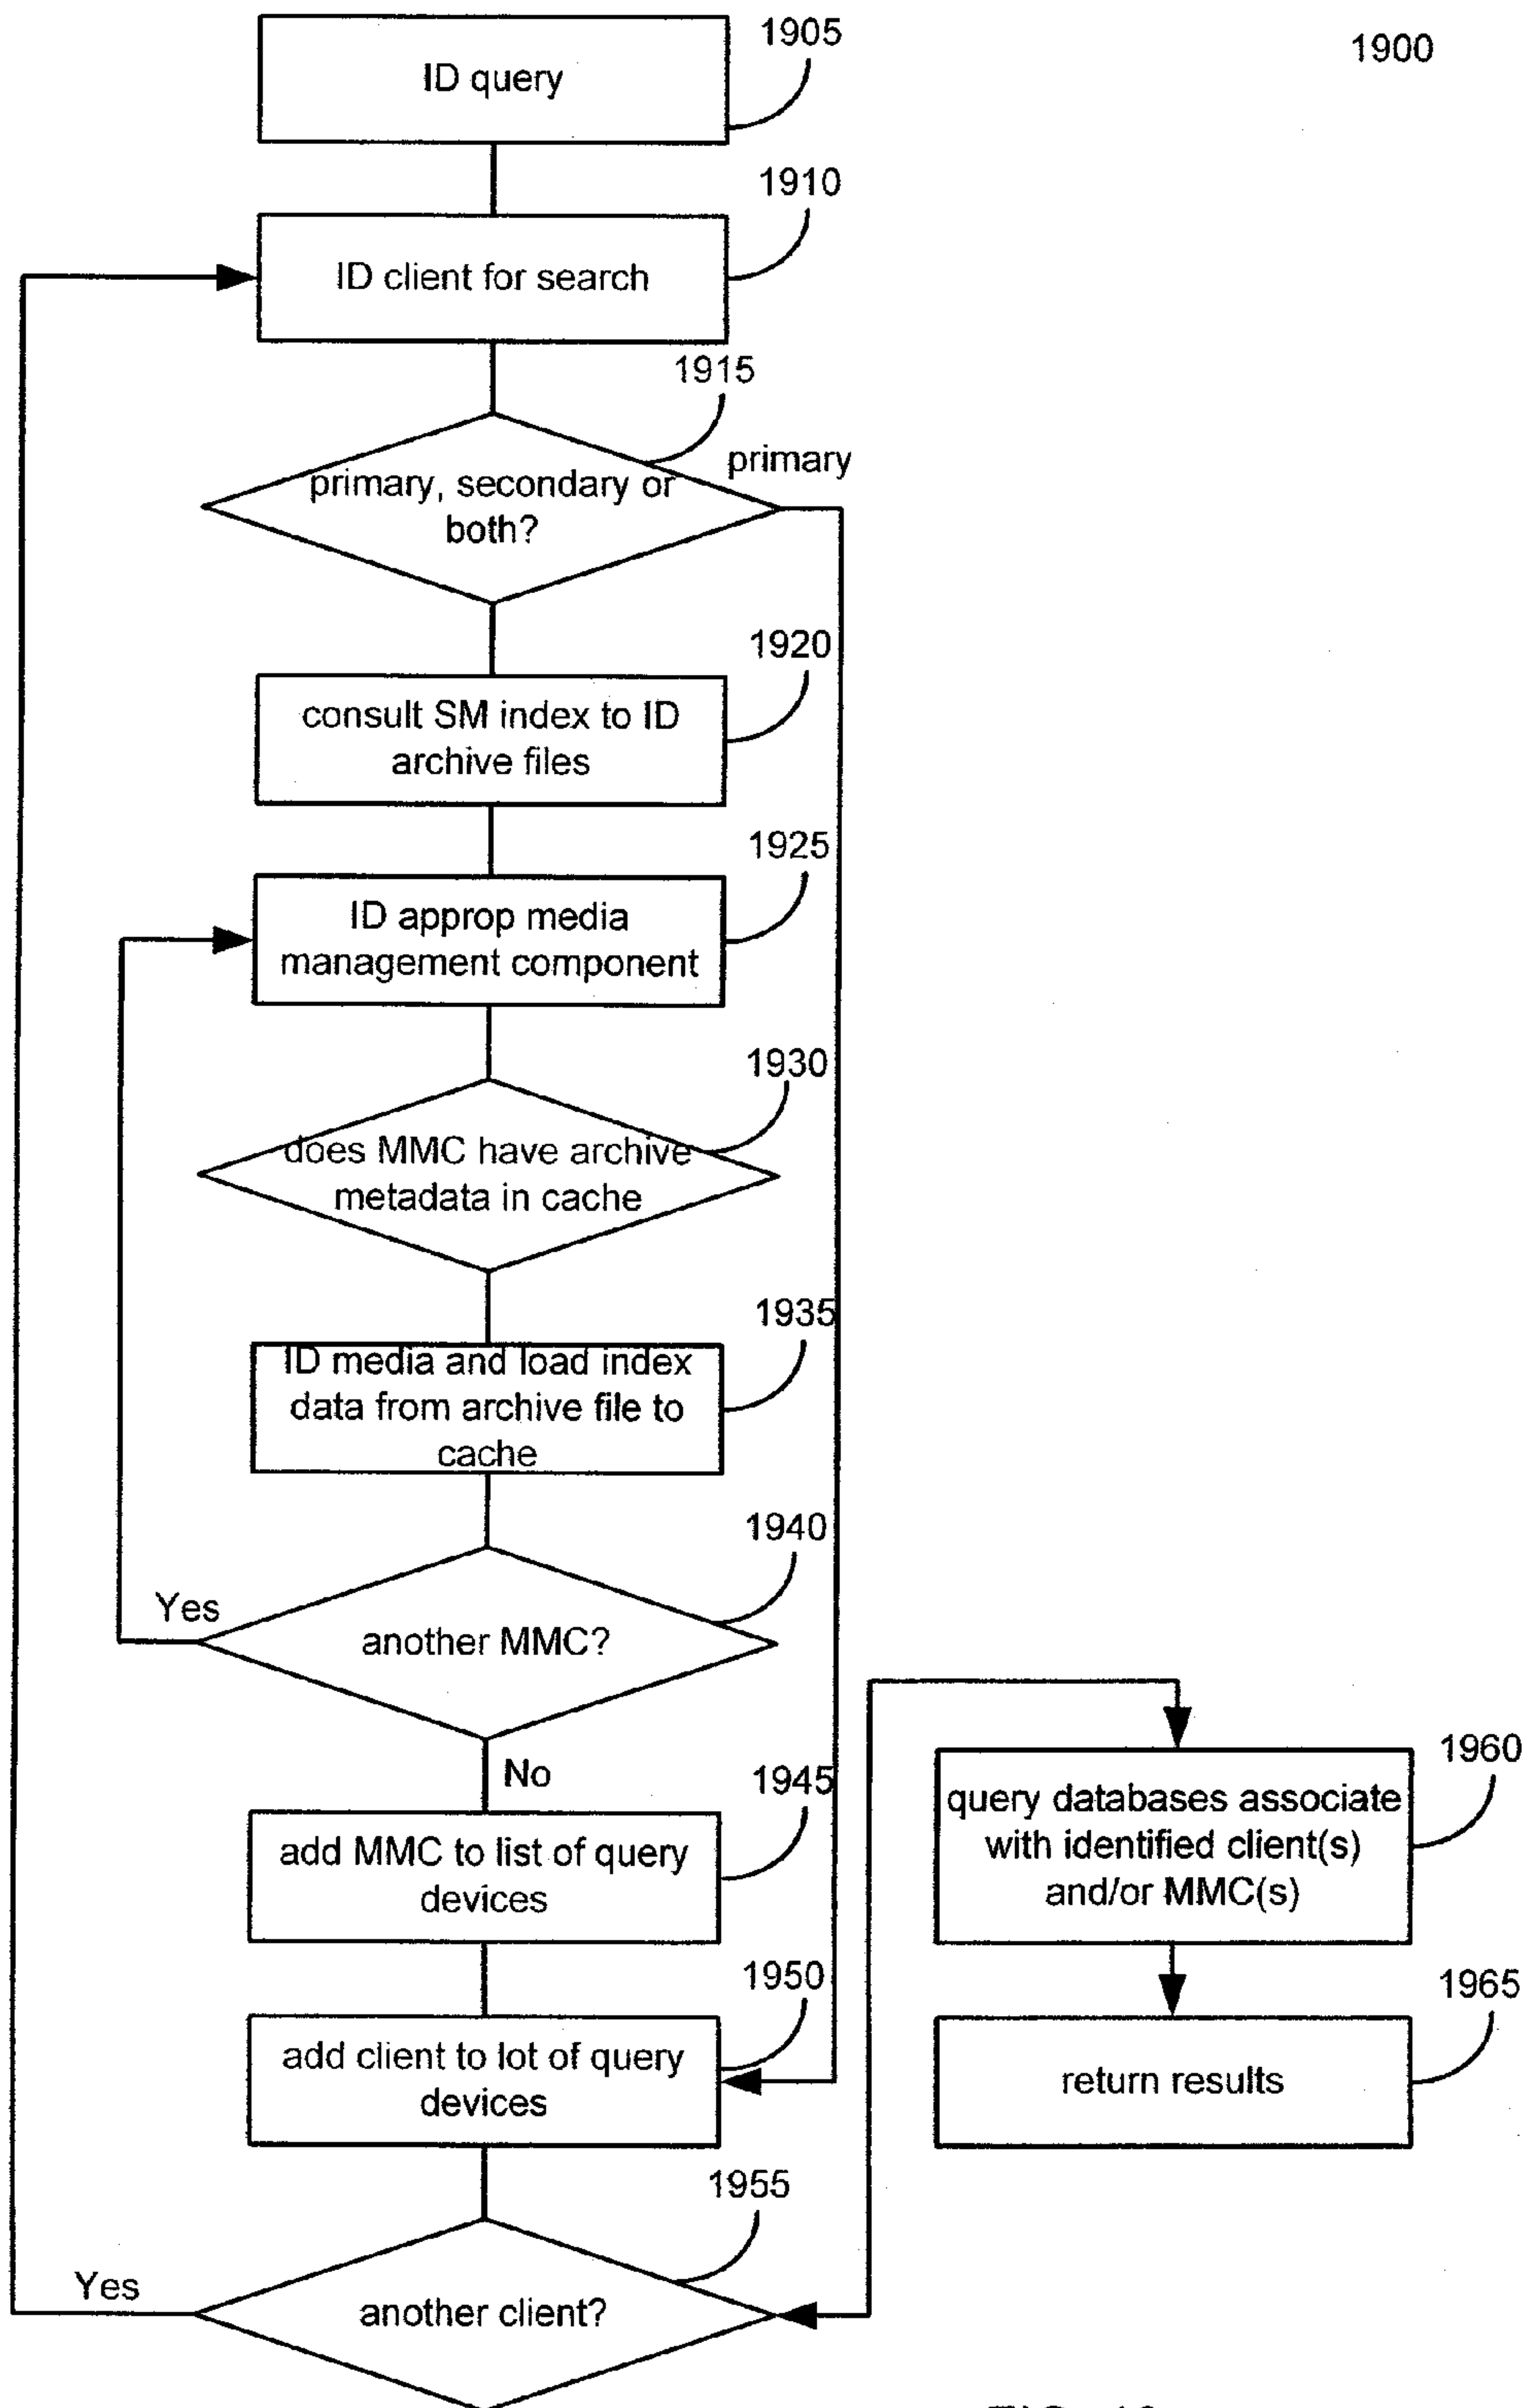 1900
1905
ID query
1910
ID client for search
1915
primary
primary, secondary or
both?
1920
consult SM index to ID
archive files
1925
ID approp media
management component
1930
does MMC have archive
metadata in cache
1935
ID media and load index
data from archive file to
cache
1940
Yes
another MMC?
No
1945
add MMC to list of query
devices
1950
add client to lot of query
devices
1955
Yes
another client?
1960
query databases associate
with identified client(s)
and/or MMC(s)
1965
return results